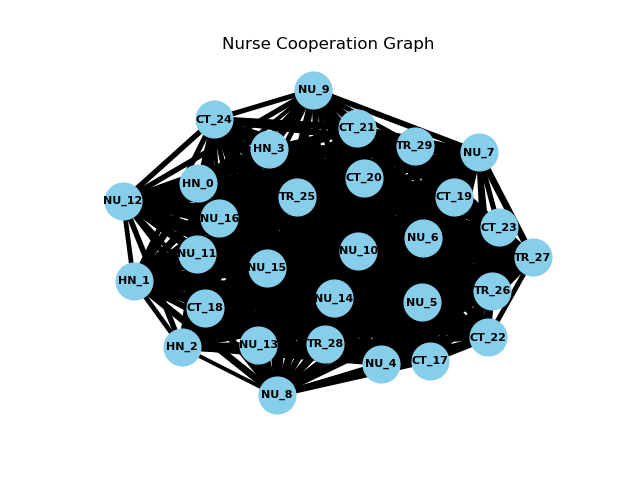 Nurse Cooperation Graph
NU_9
CT_24
CT_21
HN_3
TR_29
NU_7
CT_20
HN_0
TR_25
CT_19
NU_12
NU_16
CT_23
NU_6
NU_11
NU_10
TR_27
NU_15
HN_1
TR_26
NU_14
NU_5
CT_18
CT_22
HN_2
NU_13
TR_28
NU_4
CT_17
NU_8